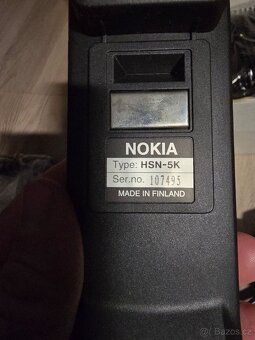 NOKIA
Type: HSN-5K
Ser.no. 107495
MADE IN FINLAND
Bazos.cz